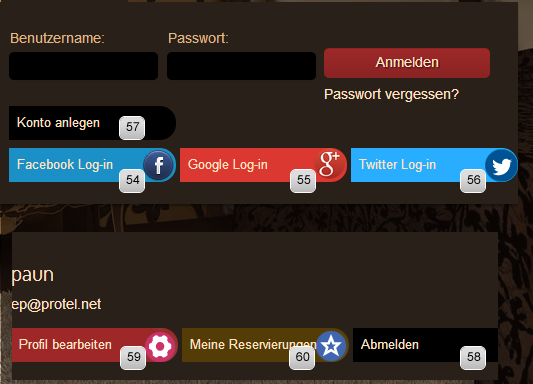 Benutzername: Passwort:
Anmelden
Passwort vergessen?
Konto anlegen 57
Facebook Log-in f Google Log-in g+ Twitter Log-in
54 55 56
paun
ep@protel.net
Profil bearbeiten Meine Reservierungen Abmelden
59 60 58